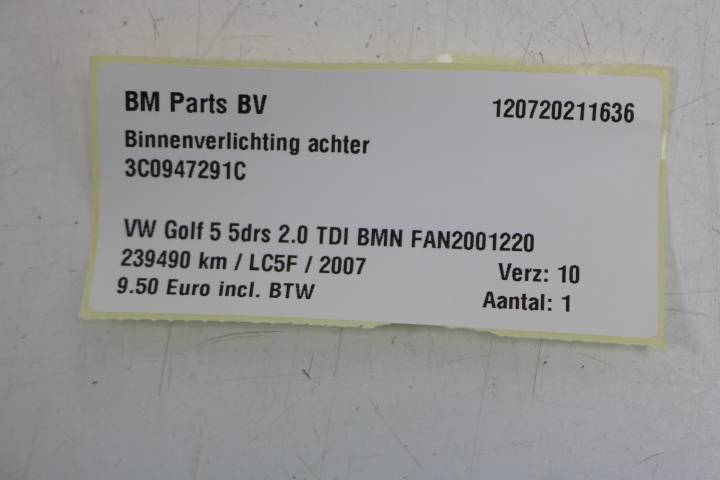 BM Parts BV 120720211636
Binnenverlichting achter
3C0947291C
VW Golf 5 5drs 2.0 TDI BMN FAN2001220
239490 km / LC5F / 2007 Verz: 10
9.50 Euro incl. BTW Aantal: 1